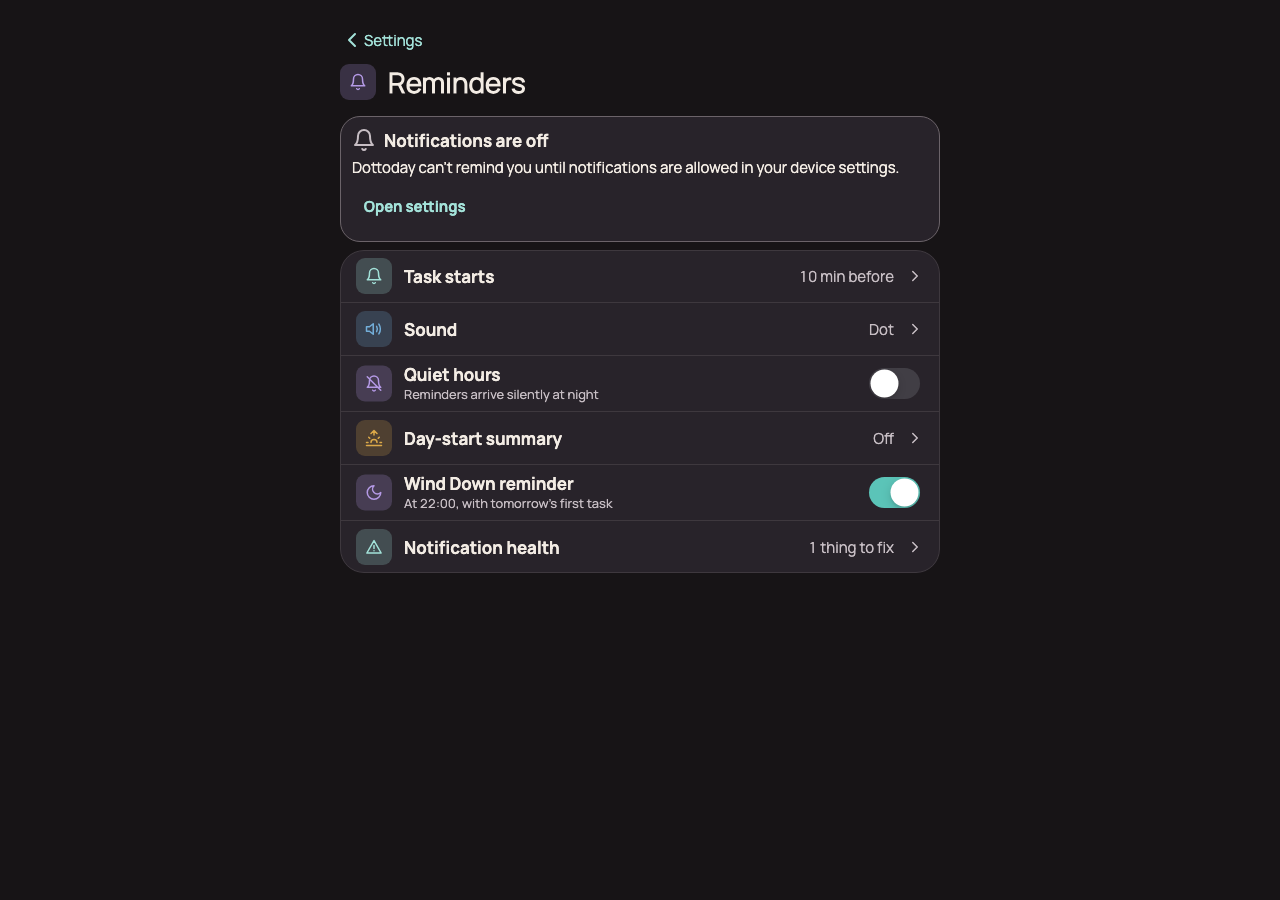 Settings
Reminders
Notifications are off
Dottoday can't remind you until notifications are allowed in your device settings.
Open settings
Task starts
10 min before
Sound
Dot
Quiet hours
Reminders arrive silently at night
Day-start summary
Off
Wind Down reminder
At 22:00, with tomorrow's first task
Notification health
1 thing to fix